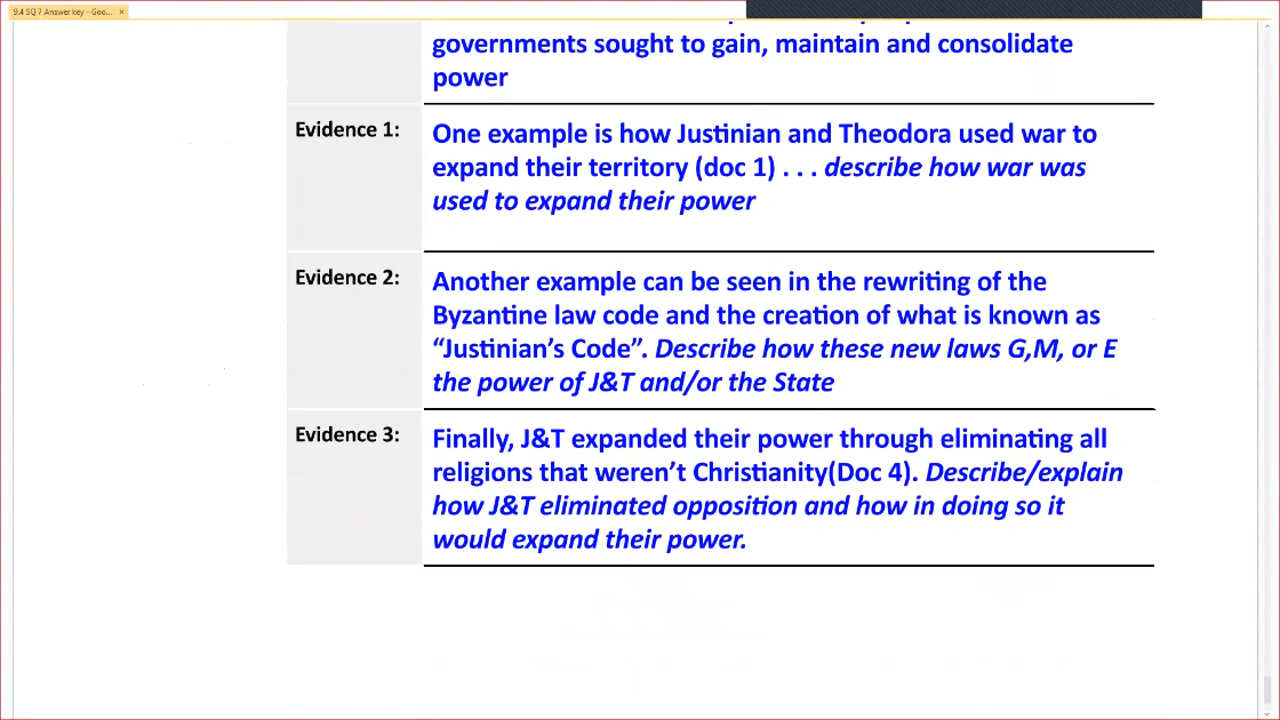 9.4 SQ 7 Answer key - Goo...
governments sought to gain, maintain and consolidate
power
Evidence 1:
One example is how Justinian and Theodora used war to
expand their territory (doc 1) . . . describe how war was
used to expand their power
Evidence 2:
Another example can be seen in the rewriting of the
Byzantine law code and the creation of what is known as
“Justinian’s Code”. Describe how these new laws G,M, or E
the power of J&T and/or the State
Evidence 3:
Finally, J&T expanded their power through eliminating all
religions that weren’t Christianity(Doc 4). Describe/explain
how J&T eliminated opposition and how in doing so it
would expand their power.